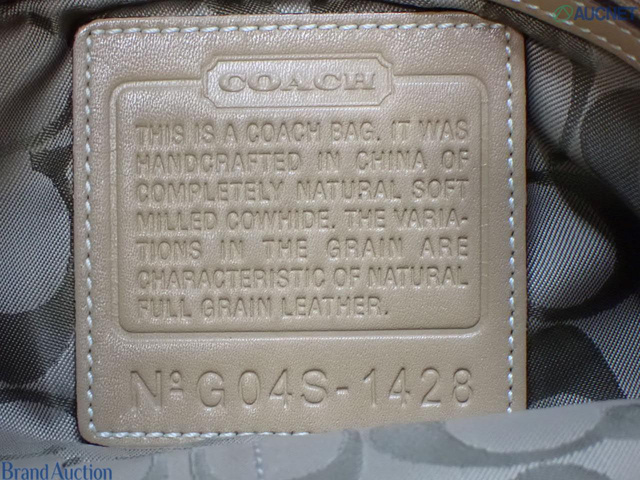 AUCNET
COACH
THIS IS A COACH BAG. IT WAS
HANDCRAFTED IN CHINA OF
COMPLETELY NATURAL SOFT
MILLED COWHIDE. THE VARIA-
TIONS IN THE GRAIN ARE
CHARACTERISTIC OF NATURAL
FULL GRAIN LEATHER.
Nº G04S-1428
Brand Auction